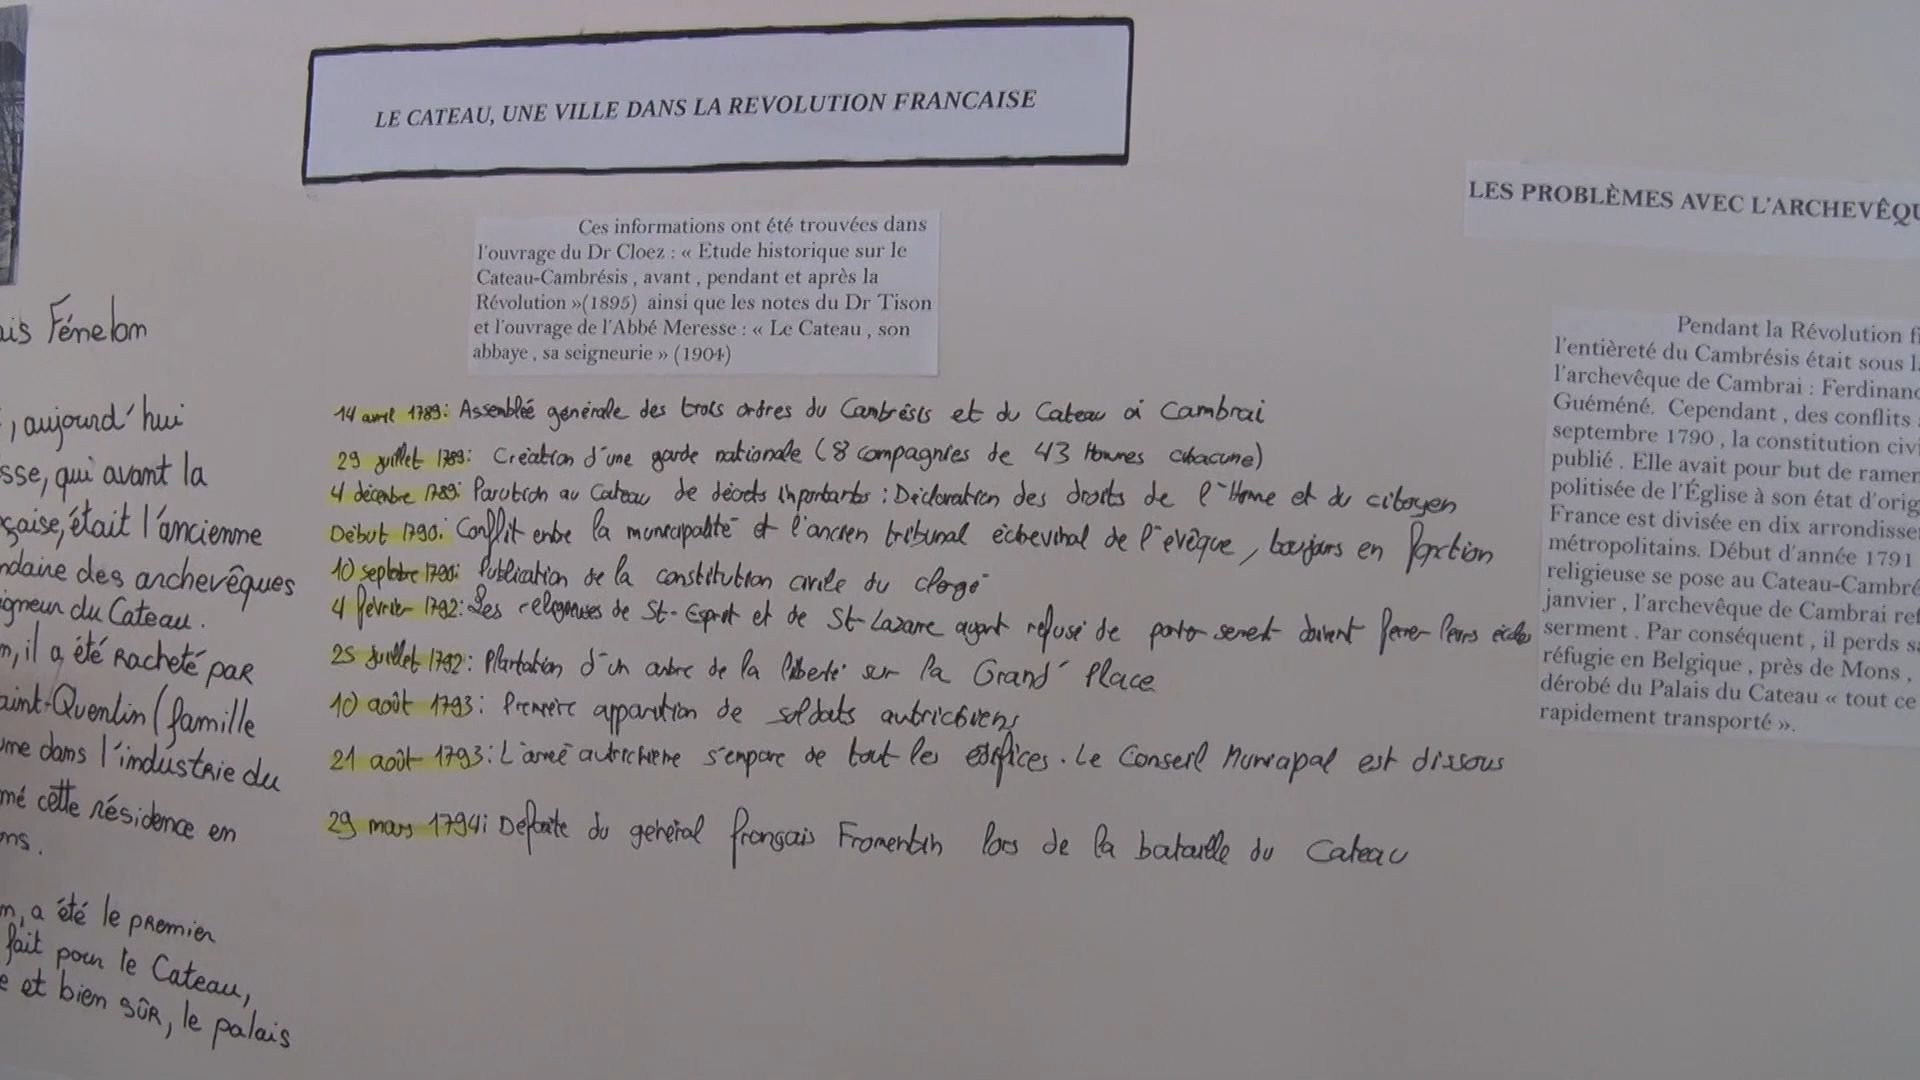 LE CATEAU, UNE VILLE DANS LA REVOLUTION FRANCAISE
Ces informations ont été trouvées dans
l'ouvrage du Dr Cloez : « Etude historique sur le
Cateau-Cambrésis , avant , pendant et après la
Révolution »(1895) ainsi que les notes du Dr Tison
et l'ouvrage de l'Abbé Meresse : « Le Cateau , son
abbaye , sa seigneurie » (1904)
14 avril 1789: Assemblée générale des trois ordres du Cambrésis et du Cateau à Cambrai
29 juillet 1789: Création d'une garde nationale (8 compagnies de 43 Hommes chacune)
4 décembre 1789: Parution au Cateau de décrets importants : Déclaration des droits de l'Home et du citoyen
Début 1790: Conflit entre la municipalité et l'ancien tribunal échevinal de l'évêque, toujours en fonction
10 septbre 1790: Publication de la constitution civile du clergé
4 février 1792: Les religieuses de St-Esprit et de St-Lazare ayant refusé de serment doivent fermer leurs écoles
25 juillet 1792: Plantation d'un arbre de la liberté sur la Grand' Place
10 août 1793: Première apparution de soldats autrichiens
21 août 1793: L'armé autrichiene s'empare de tout les édifices. Le Conseil Municipal est dissous
29 mars 1794: Défaite du général français Fromentin lors de la bataille du Cateau
ais Fénelon
, aujourd'hui
sse, qui avant la
çaise, était l'ancienne
ndaire des archevêques
igneur du Cateau.
n, il a été Racheté par
aint-Quentin (famille
me dans l'industrie du
mé cette résidence en
ons.
n, a été le premier
fait pour le Cateau,
e et bien sûr, le palais
LES PROBLÈMES AVEC L'ARCHEVÊQU
Pendant la Révolution f
l'entièreté du Cambrésis était sous l
l'archevêque de Cambrai : Ferdinand
Guéméné. Cependant , des conflits
septembre 1790 , la constitution civi
publié . Elle avait pour but de ramen
politisée de l'Église à son état d'orig
France est divisée en dix arrondisse
métropolitains. Début d'année 1791
religieuse se pose au Cateau-Cambré
janvier , l'archevêque de Cambrai ref
serment . Par conséquent , il perds s
réfugie en Belgique , près de Mons ,
dérobé du Palais du Cateau « tout ce
rapidement transporté ».